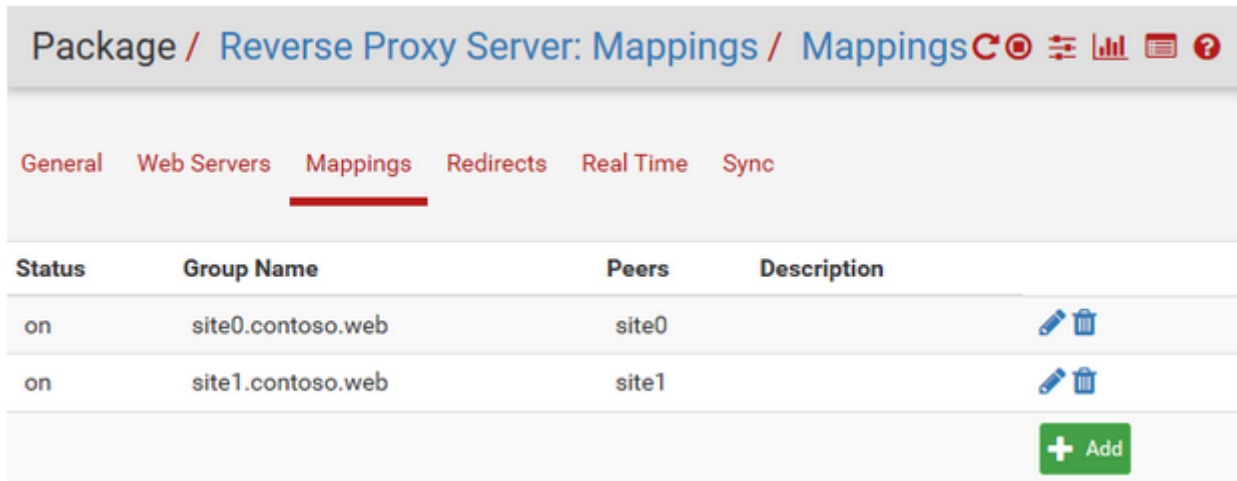 Package / Reverse Proxy Server: Mappings / Mappings
General Web Servers Mappings Redirects Real Time Sync
Status Group Name Peers Description
on site0.contoso.web site0
on site1.contoso.web site1
Add